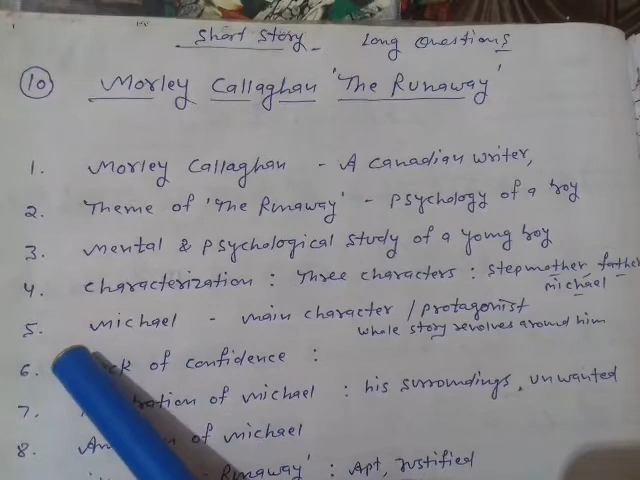 Short Story Long Questions
10 Morley Callaghan 'The Runaway'
1. Morley Callaghan - A Canadian writer,
2. Theme of 'The Runaway' - Psychology of a boy
3. Mental & Psychological study of a young boy
4. Characterization : Three characters : stepmother, father
michael
5. Michael - main character / protagonist
whole story revolves around him
6. of confidence :
7. of michael : his surroundings, unwanted
8. of michael
Runaway' : Apt, Justified